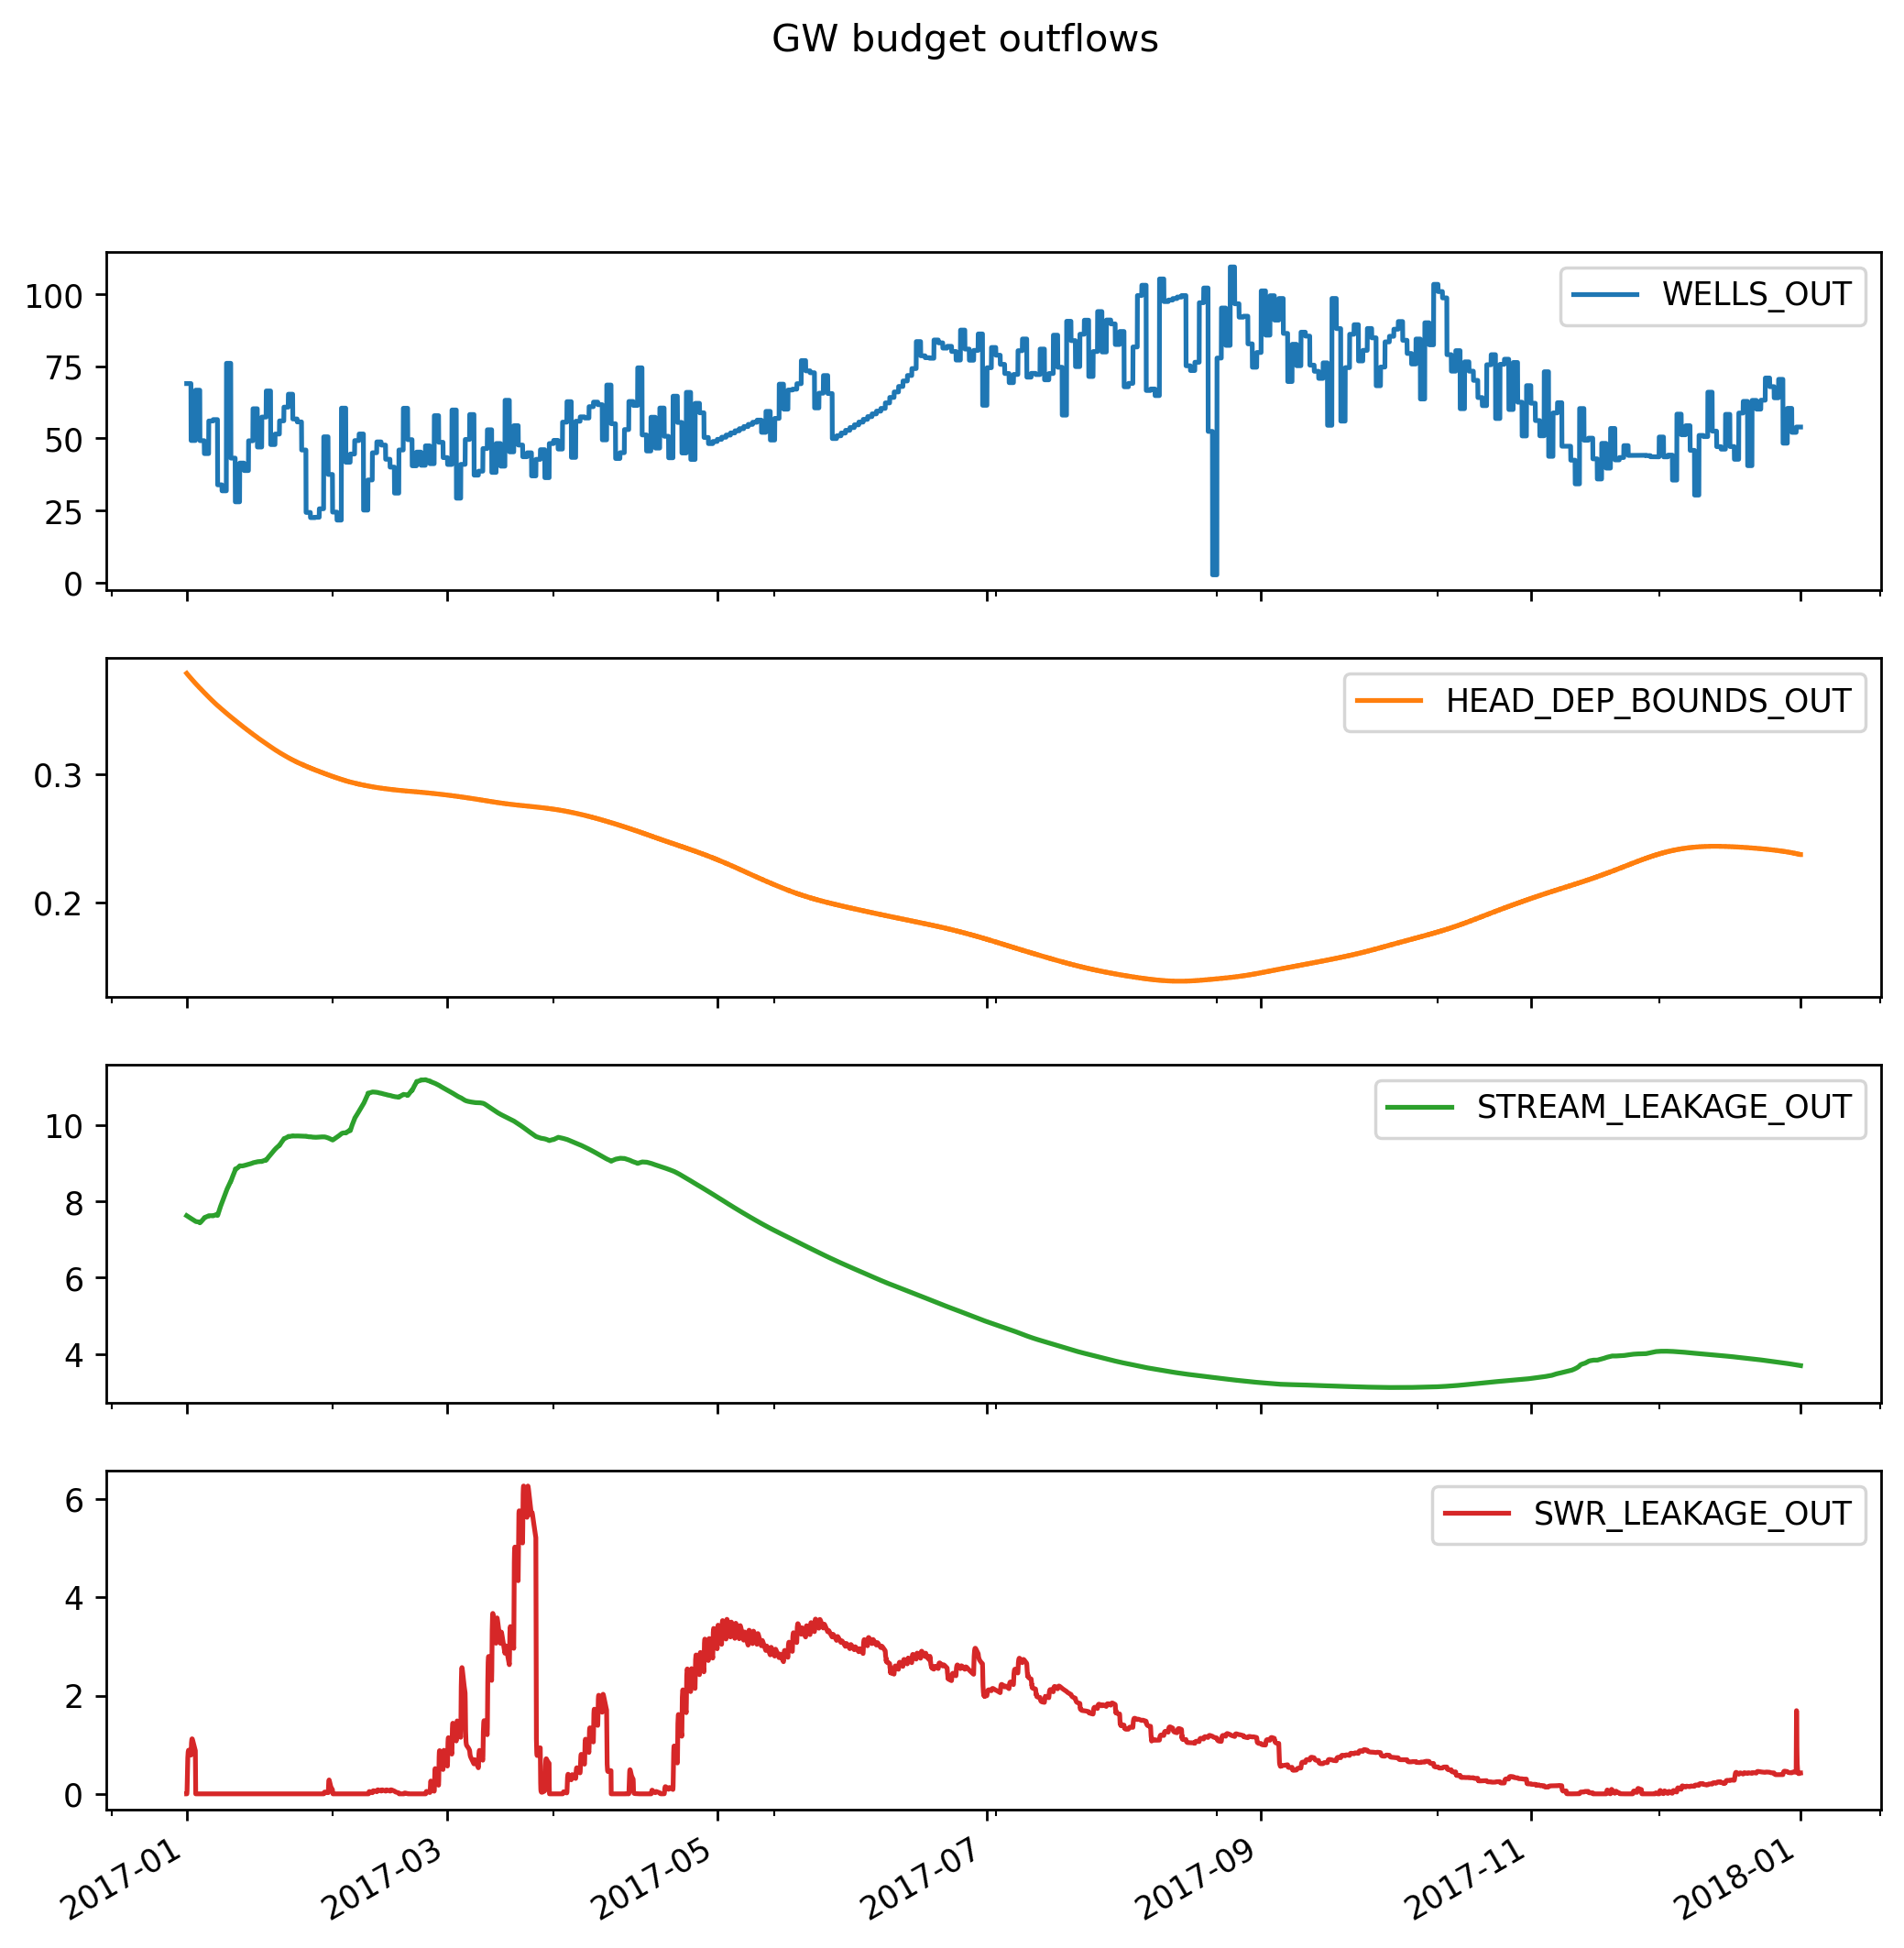 GW budget outflows
WELLS_OUT
100
75
50
25
0
HEAD_DEP_BOUNDS_OUT
0.3
0.2
STREAM_LEAKAGE_OUT
10
8
6
4
SWR_LEAKAGE_OUT
6
4
2
0
2017-01 2017-03 2017-05 2017-07 2017-09 2017-11 2018-01